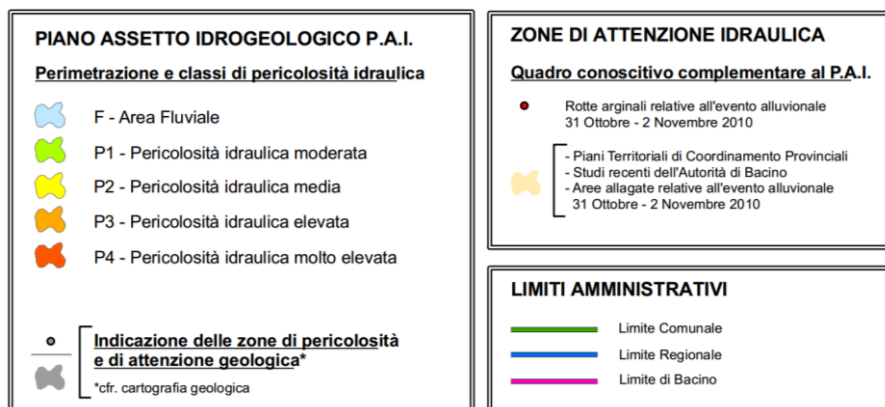 PIANO ASSETTO IDROGEOLOGICO P.A.I.
Perimetrazione e classi di pericolosità idraulica
F - Area Fluviale
P1 - Pericolosità idraulica moderata
P2 - Pericolosità idraulica media
P3 - Pericolosità idraulica elevata
P4 - Pericolosità idraulica molto elevata
Indicazione delle zone di pericolosità
e di attenzione geologica*
*cfr. cartografia geologica
ZONE DI ATTENZIONE IDRAULICA
Quadro conoscitivo complementare al P.A.I.
Rotte arginali relative all'evento alluvionale
31 Ottobre - 2 Novembre 2010
- Piani Territoriali di Coordinamento Provinciali
- Studi recenti dell'Autorità di Bacino
- Aree allagate relative all'evento alluvionale
31 Ottobre - 2 Novembre 2010
LIMITI AMMINISTRATIVI
Limite Comunale
Limite Regionale
Limite di Bacino